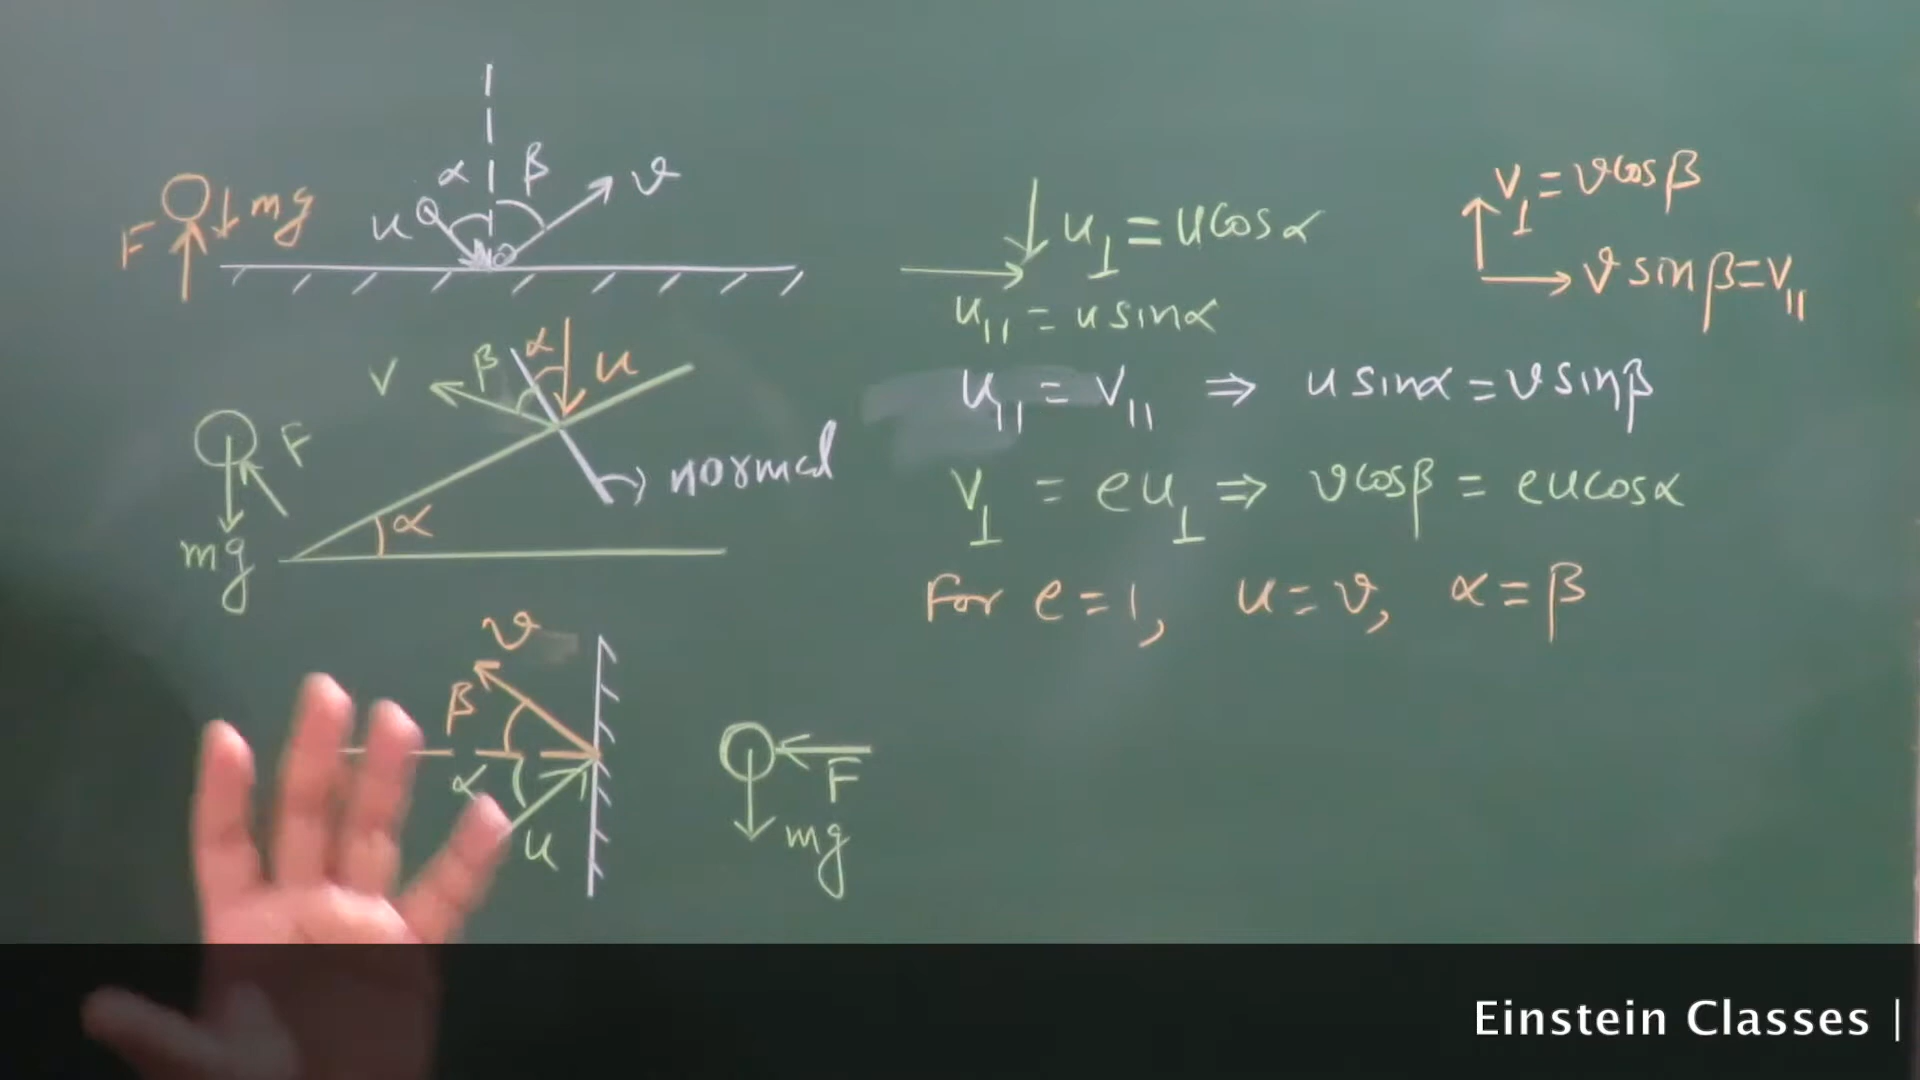 α β v
u
F mg
u⊥ = u cos α
u|| = u sin α
v⊥ = v cos β
v sin β = v||
u|| = v|| ⇒ u sin α = v sin β
v⊥ = e u⊥ ⇒ v cos β = e u cos α
For e = 1, u = v, α = β
v β α u
F
mg
normal
α
v
β
α
u
F
mg
Einstein Classes |